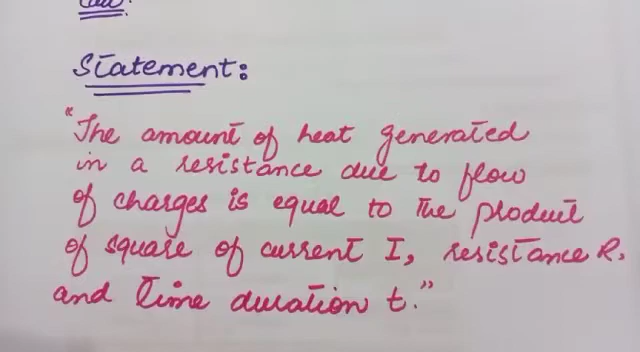 Statement:
"The amount of heat generated
in a resistance due to flow
of charges is equal to the product
of square of current I, resistance R,
and time duration t."